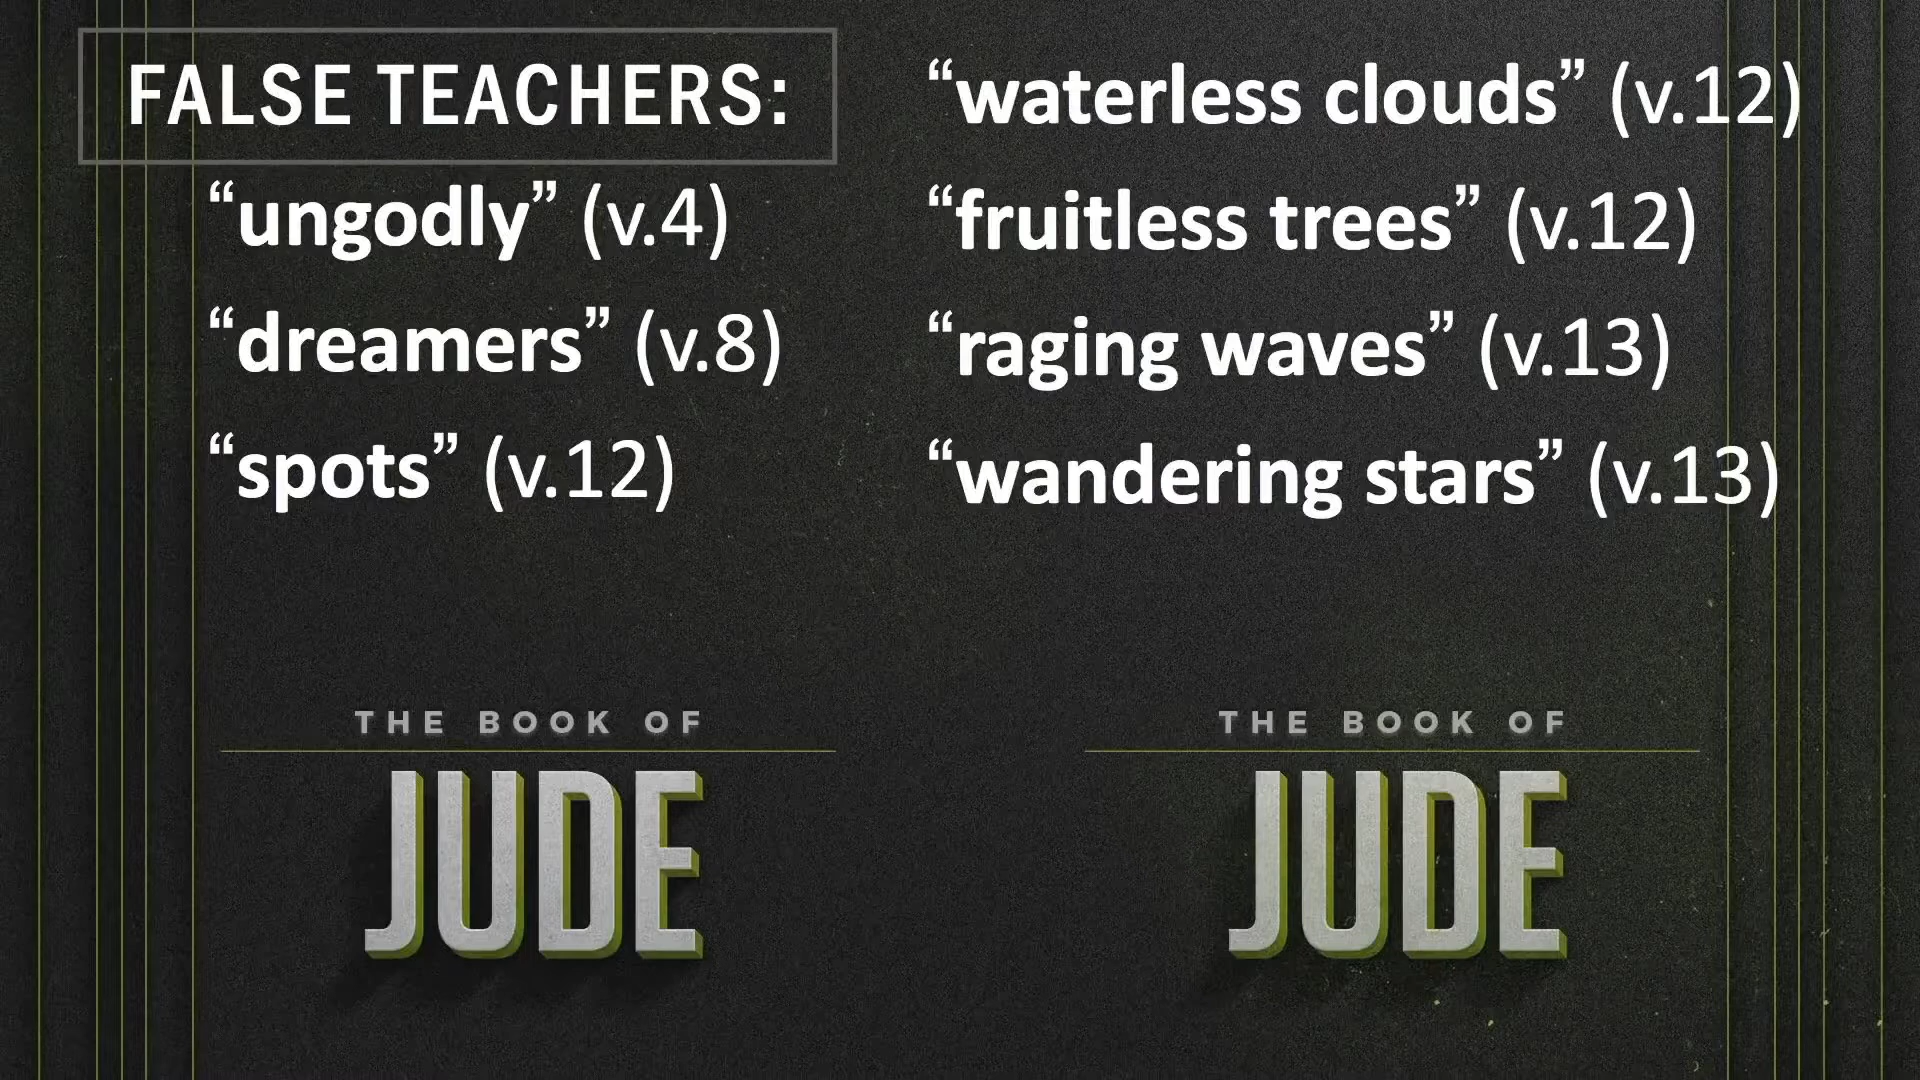 FALSE TEACHERS:
“ungodly” (v.4)
“dreamers” (v.8)
“spots” (v.12)
“waterless clouds” (v.12)
“fruitless trees” (v.12)
“raging waves” (v.13)
“wandering stars” (v.13)
THE BOOK OF
JUDE
THE BOOK OF
JUDE